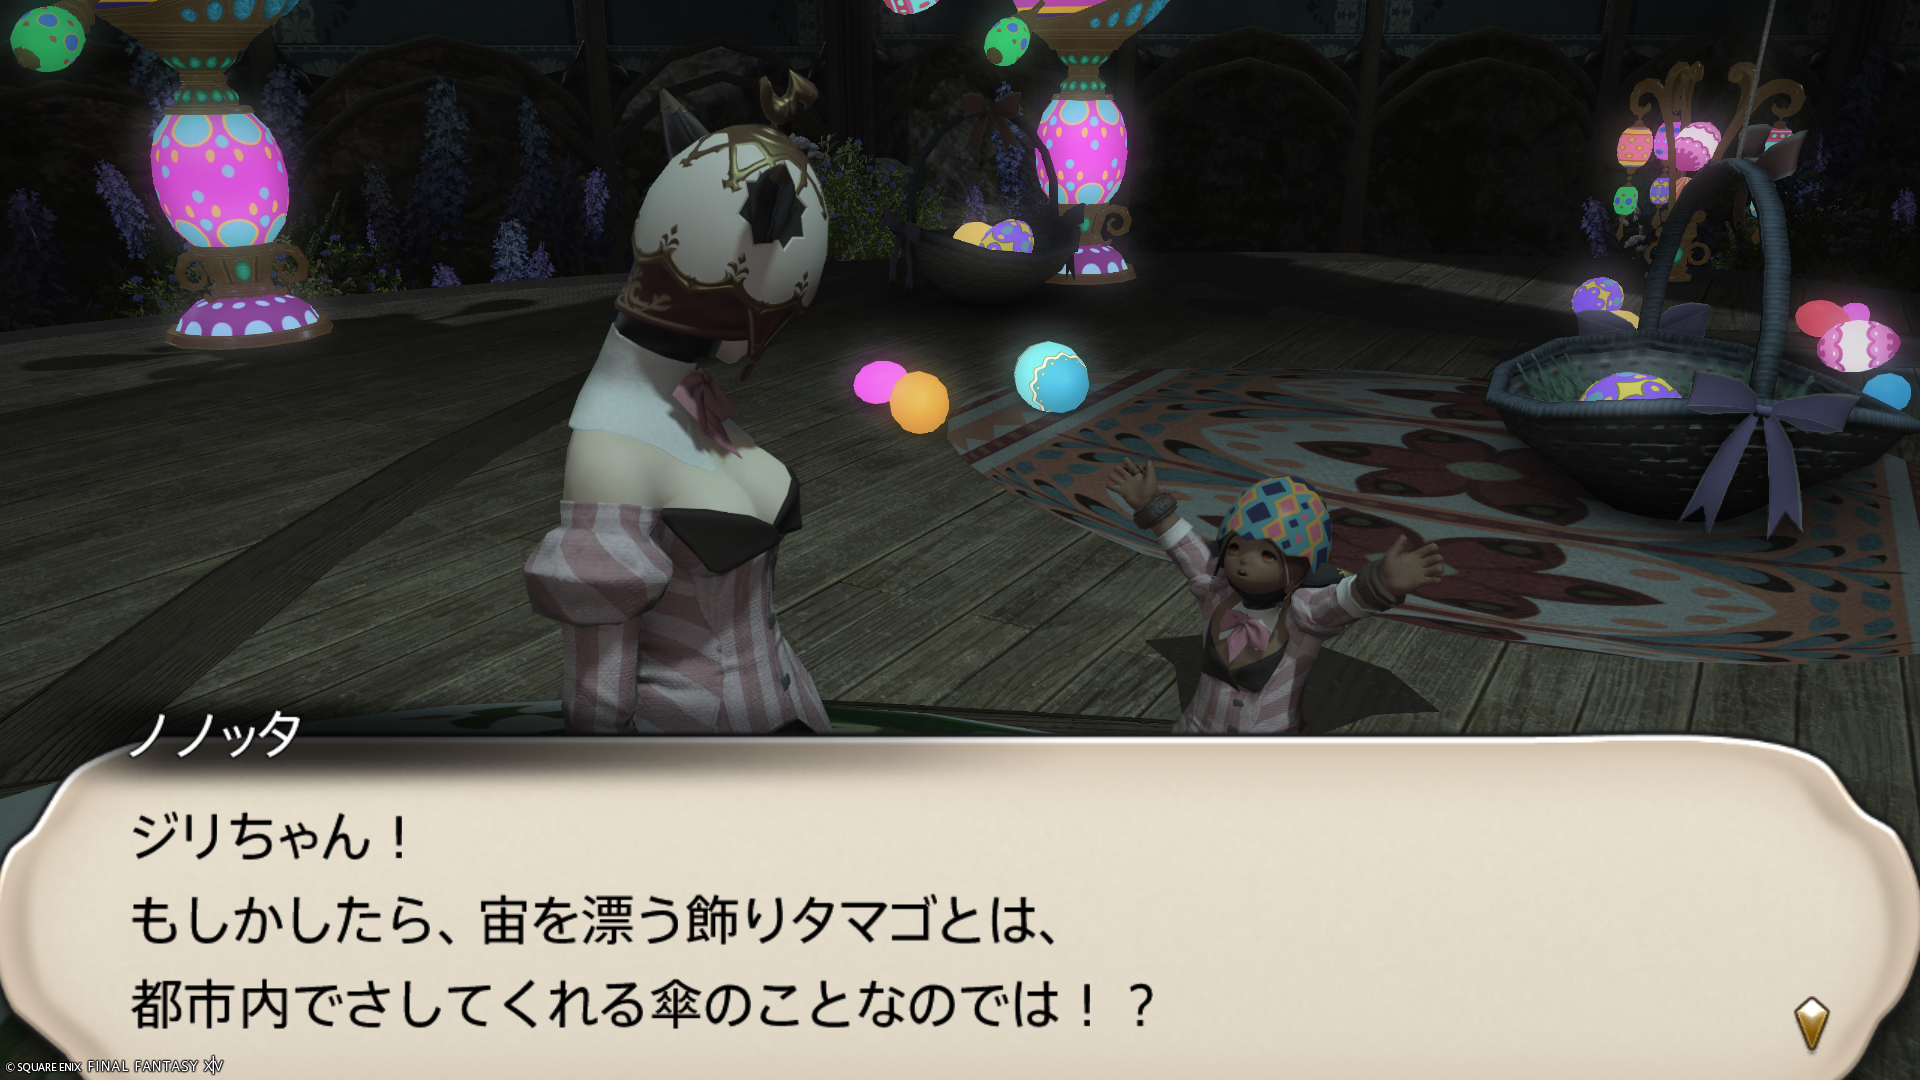 ノノッタ
ジリちゃん！
もしかしたら、宙を漂う飾りタマゴとは、
都市内でさしてくれる傘のことなのでは！？
© SQUARE ENIX FINAL FANTASY XIV